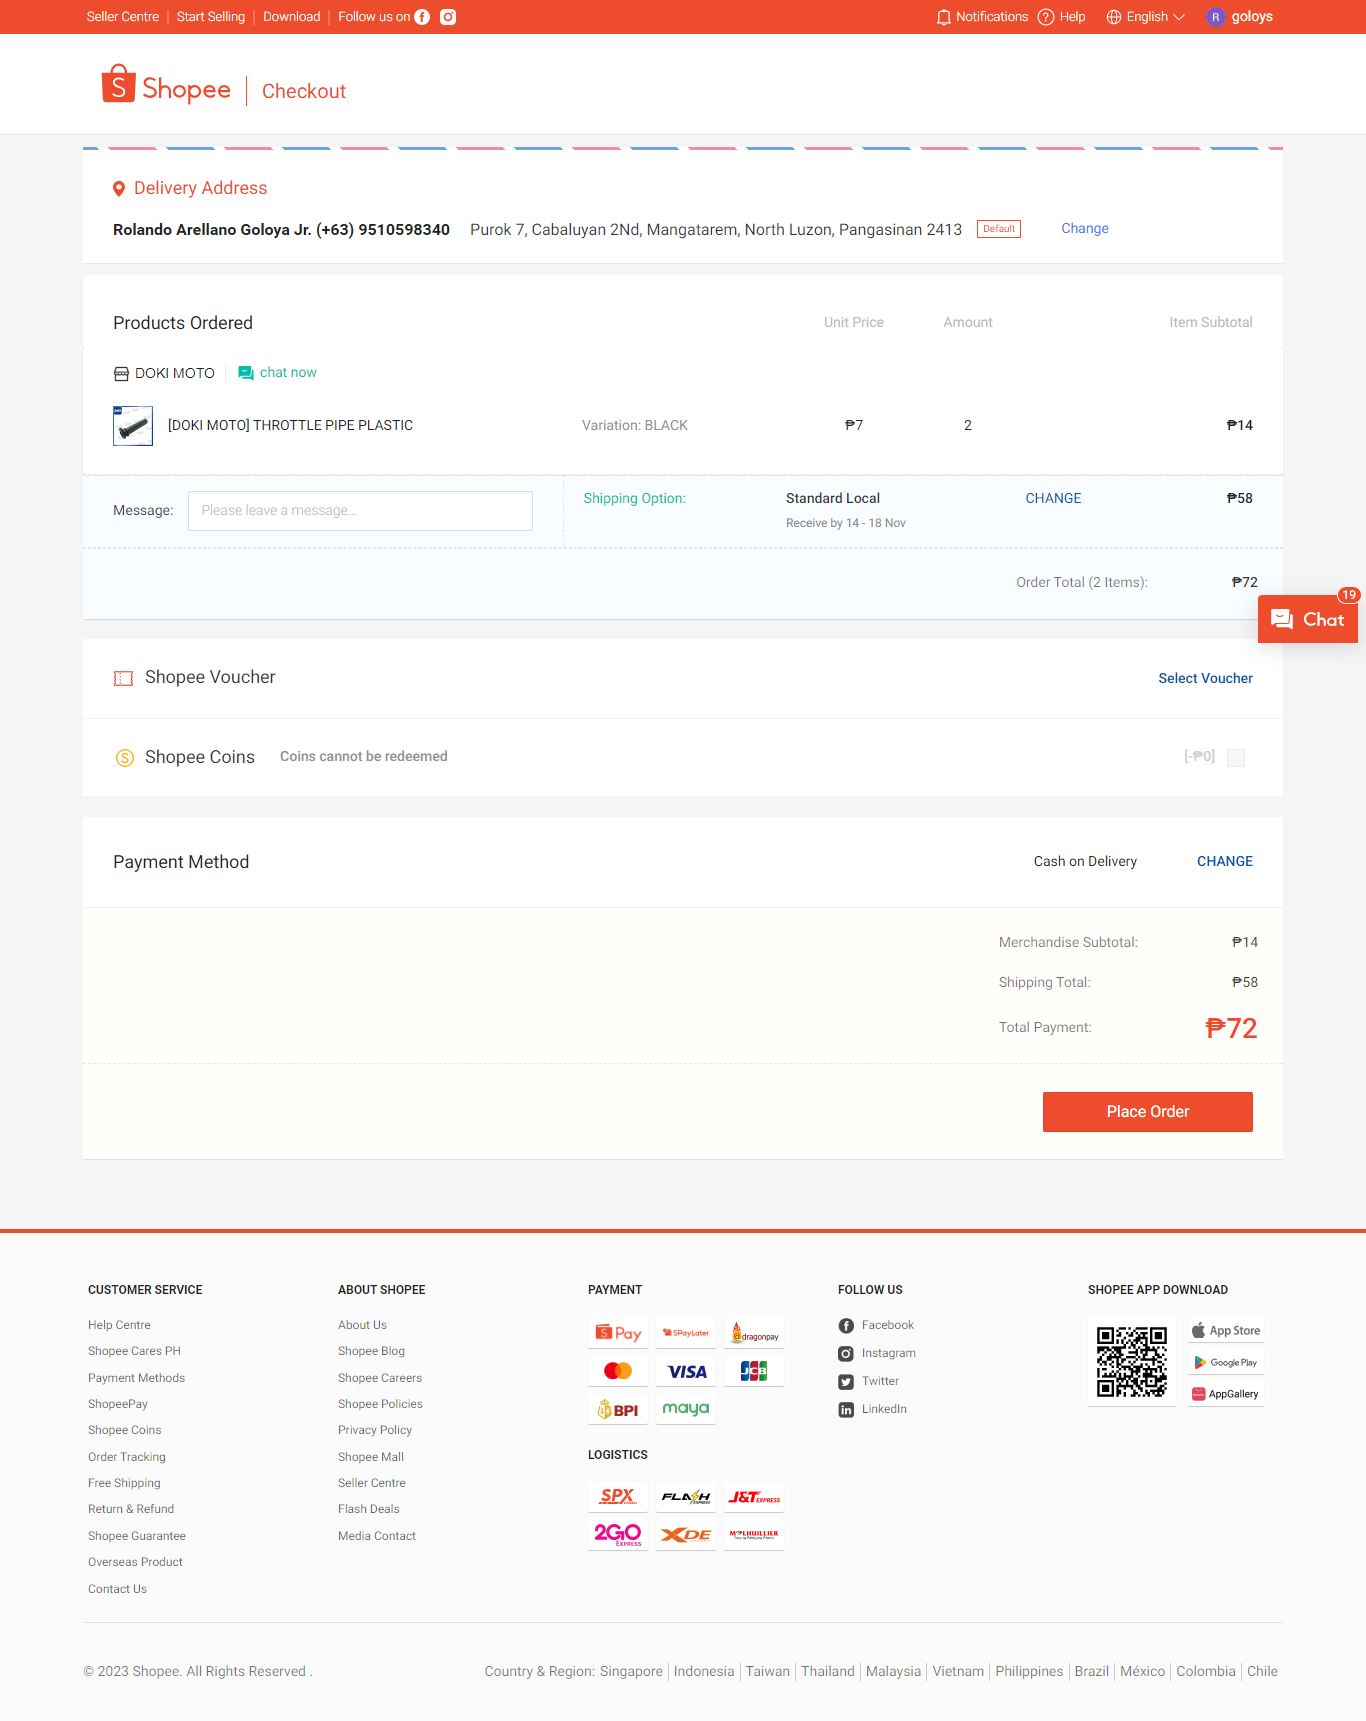 Seller Centre | Start Selling | Download | Follow us on
Notifications Help English R goloys
Shopee | Checkout
Delivery Address
Rolando Arellano Goloya Jr. (+63) 9510598340 Purok 7, Cabaluyan 2Nd, Mangatarem, North Luzon, Pangasinan 2413 Default Change
Products Ordered Unit Price Amount Item Subtotal
DOKI MOTO chat now
[DOKI MOTO] THROTTLE PIPE PLASTIC Variation: BLACK ₱7 2 ₱14
Message: Please leave a message... Shipping Option: Standard Local CHANGE ₱58
Receive by 14 - 18 Nov
Order Total (2 Items): ₱72
19
Chat
Shopee Voucher Select Voucher
Shopee Coins Coins cannot be redeemed [-₱0]
Payment Method Cash on Delivery CHANGE
Merchandise Subtotal: ₱14
Shipping Total: ₱58
Total Payment: ₱72
Place Order
CUSTOMER SERVICE
Help Centre
Shopee Cares PH
Payment Methods
ShopeePay
Shopee Coins
Order Tracking
Free Shipping
Return & Refund
Shopee Guarantee
Overseas Product
Contact Us
ABOUT SHOPEE
About Us
Shopee Blog
Shopee Careers
Shopee Policies
Privacy Policy
Shopee Mall
Seller Centre
Flash Deals
Media Contact
PAYMENT
Pay SPayLater dragonpay
VISA JCB
BPI maya
LOGISTICS
SPX FLASH EXPRESS J&T EXPRESS
2GO EXPRESS XDE MLHUILLIER
FOLLOW US
Facebook
Instagram
Twitter
LinkedIn
SHOPEE APP DOWNLOAD
App Store
Google Play
AppGallery
© 2023 Shopee. All Rights Reserved .
Country & Region: Singapore | Indonesia | Taiwan | Thailand | Malaysia | Vietnam | Philippines | Brazil | México | Colombia | Chile